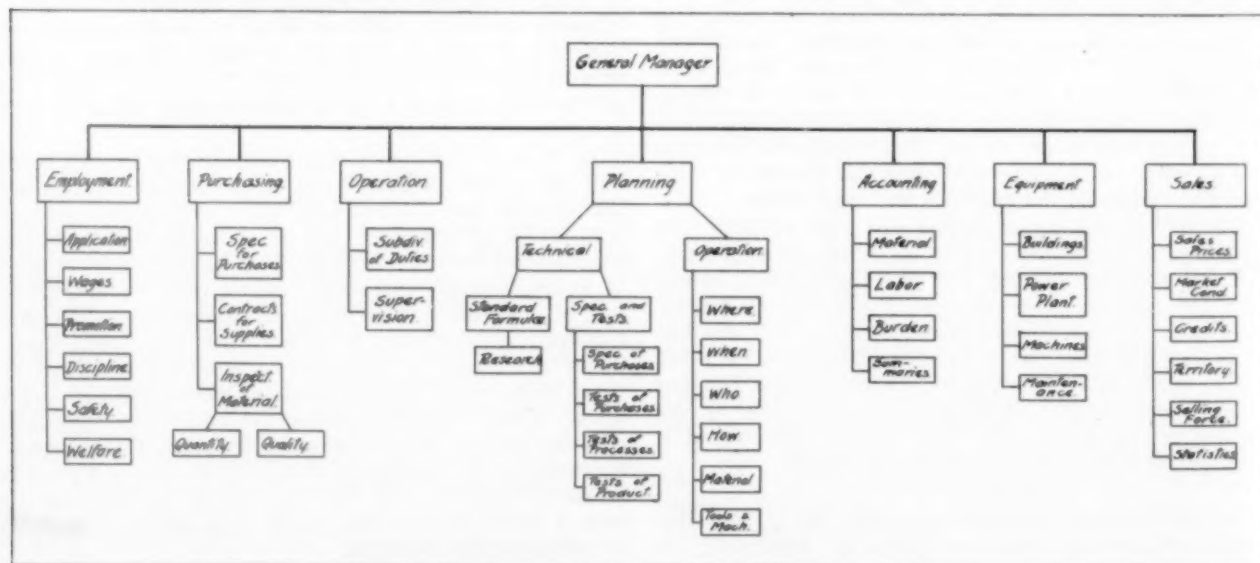 General Manager
Employment.
Application
Wages
Promotion
Discipline
Safety.
Welfare
Purchasing.
Spec.
for
Purchases
Contracts
for
Supplies.
Inspect.
of
Material.
Quantity.
Quality
Operation
Subdiv.
of Duties
Super-
vision.
Planning
Technical.
Standard
Formulae
Research
Spec. and
Tests.
Spec. of
Purchases.
Tests of
Purchases
Tests of
Processes.
Tests of
Product.
Operation
Where.
When
Who
How
Material
Tools &
Mach.
Accounting
Material
Labor
Burden
Sum-
maries
Equipment
Buildings.
Power
Plant.
Machines
Mainten-
ance.
Sales.
Sales
Prices.
Market
Cond.
Credits.
Territory
Selling
Force.
Statistics